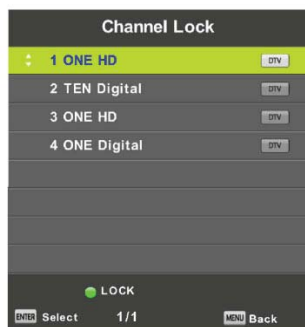 Channel Lock
1 ONE HD DTV
2 TEN Digital DTV
3 ONE HD DTV
4 ONE Digital DTV
LOCK
ENTER Select 1/1 MENU Back